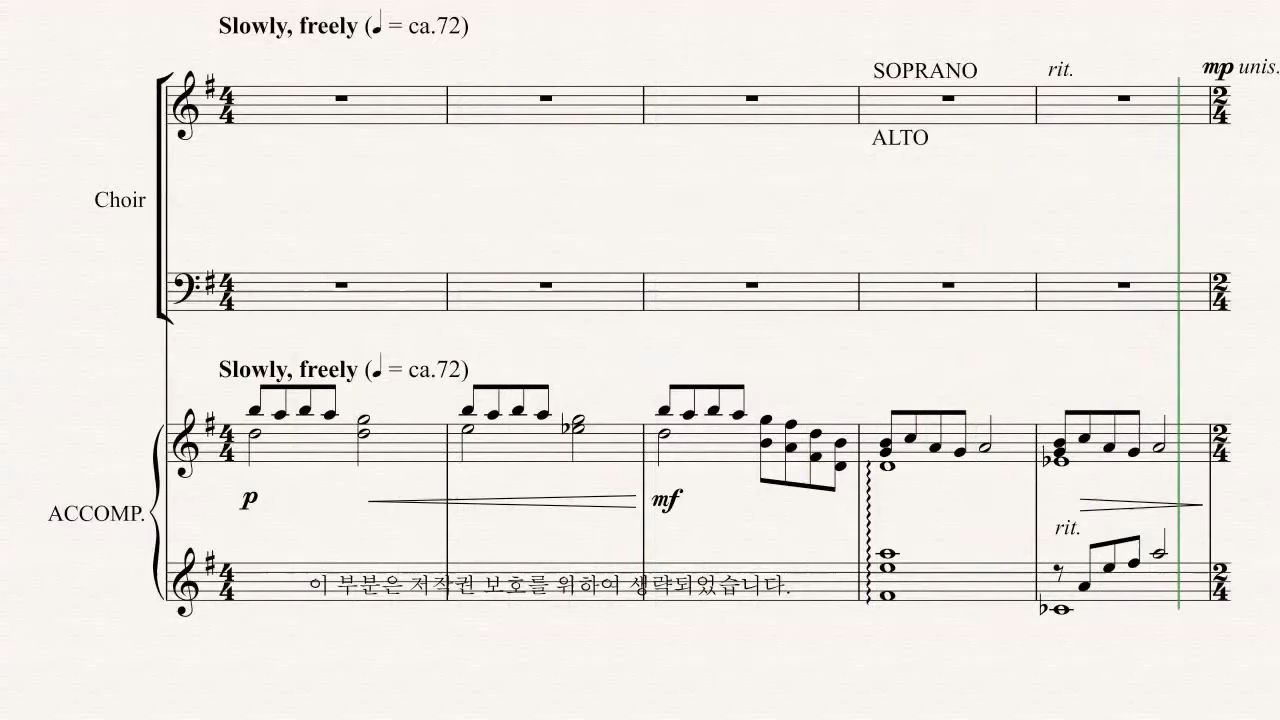 Slowly, freely (♩ = ca.72)
SOPRANO
rit.
mp unis.
ALTO
Choir
Slowly, freely (♩ = ca.72)
p
mf
ACCOMP.
rit.
이 부분은 저작권 보호를 위하여 생략되었습니다.